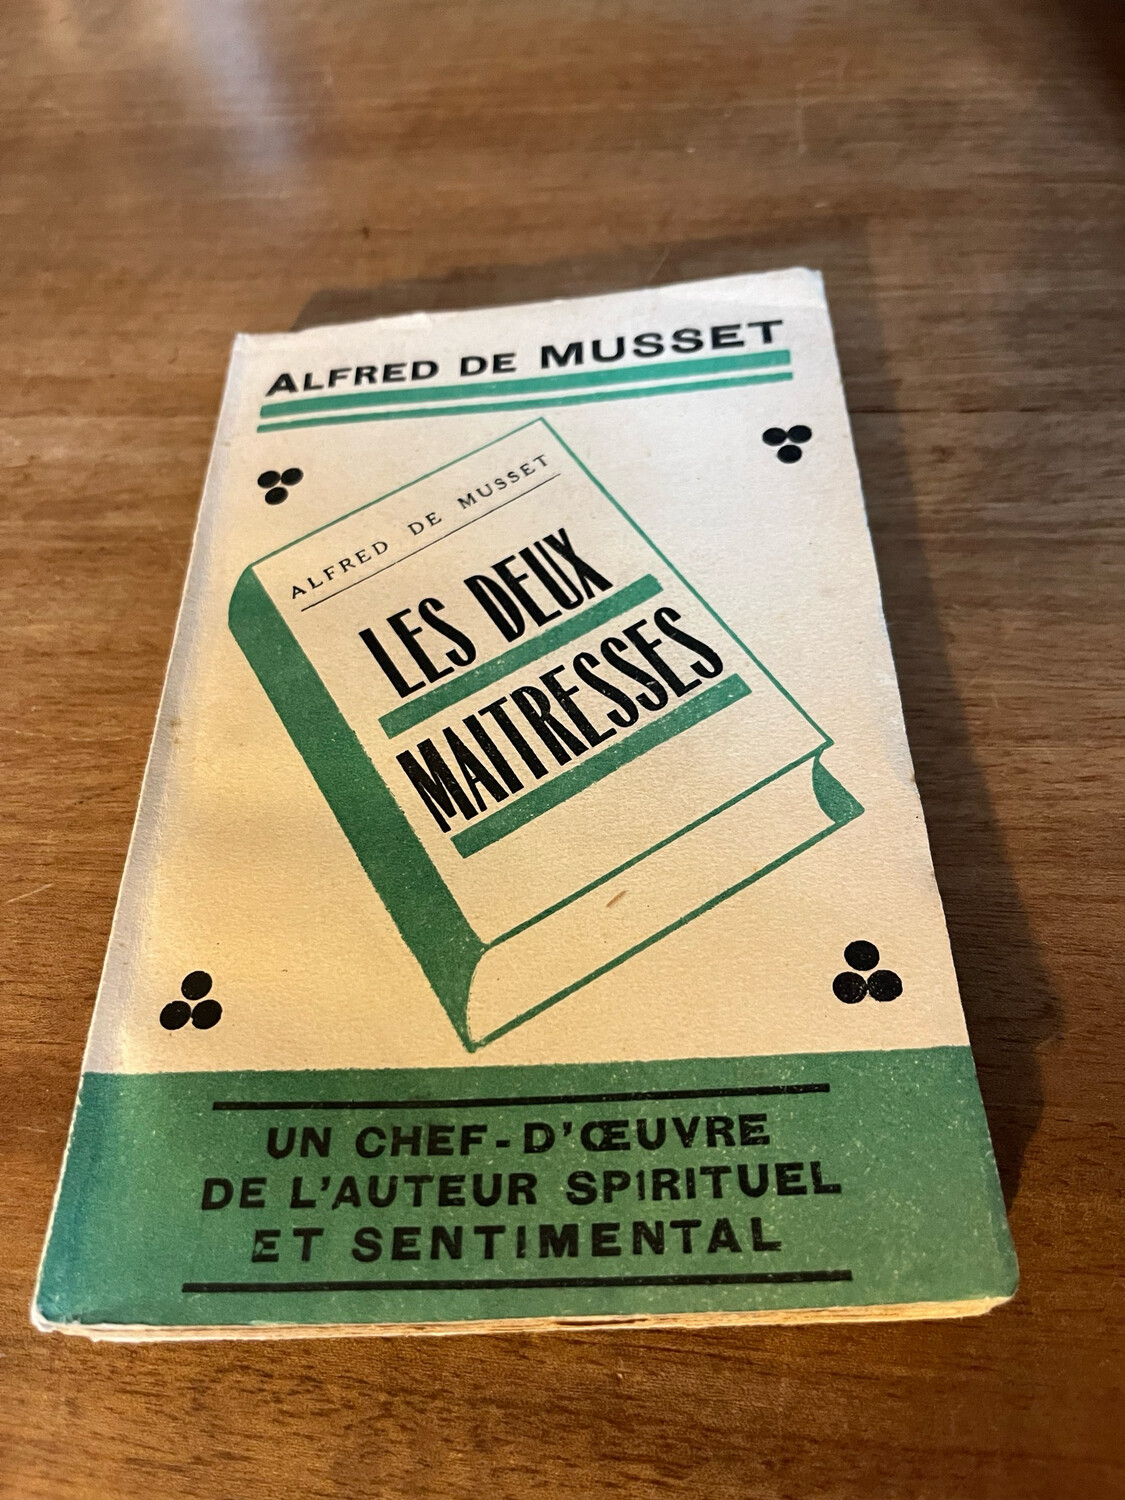 ALFRED DE MUSSET
ALFRED DE MUSSET
LES DEUX
MAITRESSES
UN CHEF-D'ŒUVRE
DE L'AUTEUR SPIRITUEL
ET SENTIMENTAL